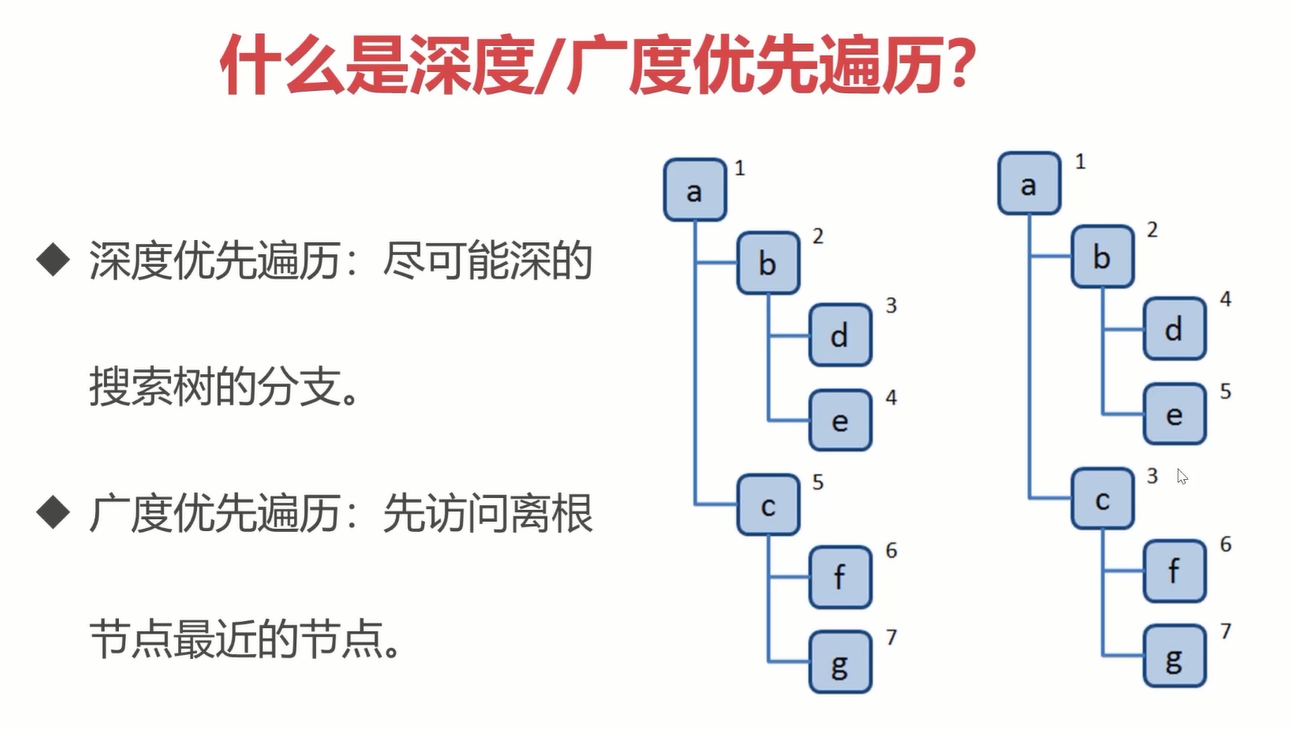 什么是深度/广度优先遍历？
◆ 深度优先遍历：尽可能深的
搜索树的分支。
◆ 广度优先遍历：先访问离根
节点最近的节点。
a 1
b 2
d 3
e 4
c 5
f 6
g 7
a 1
b 2
d 4
e 5
c 3
f 6
g 7